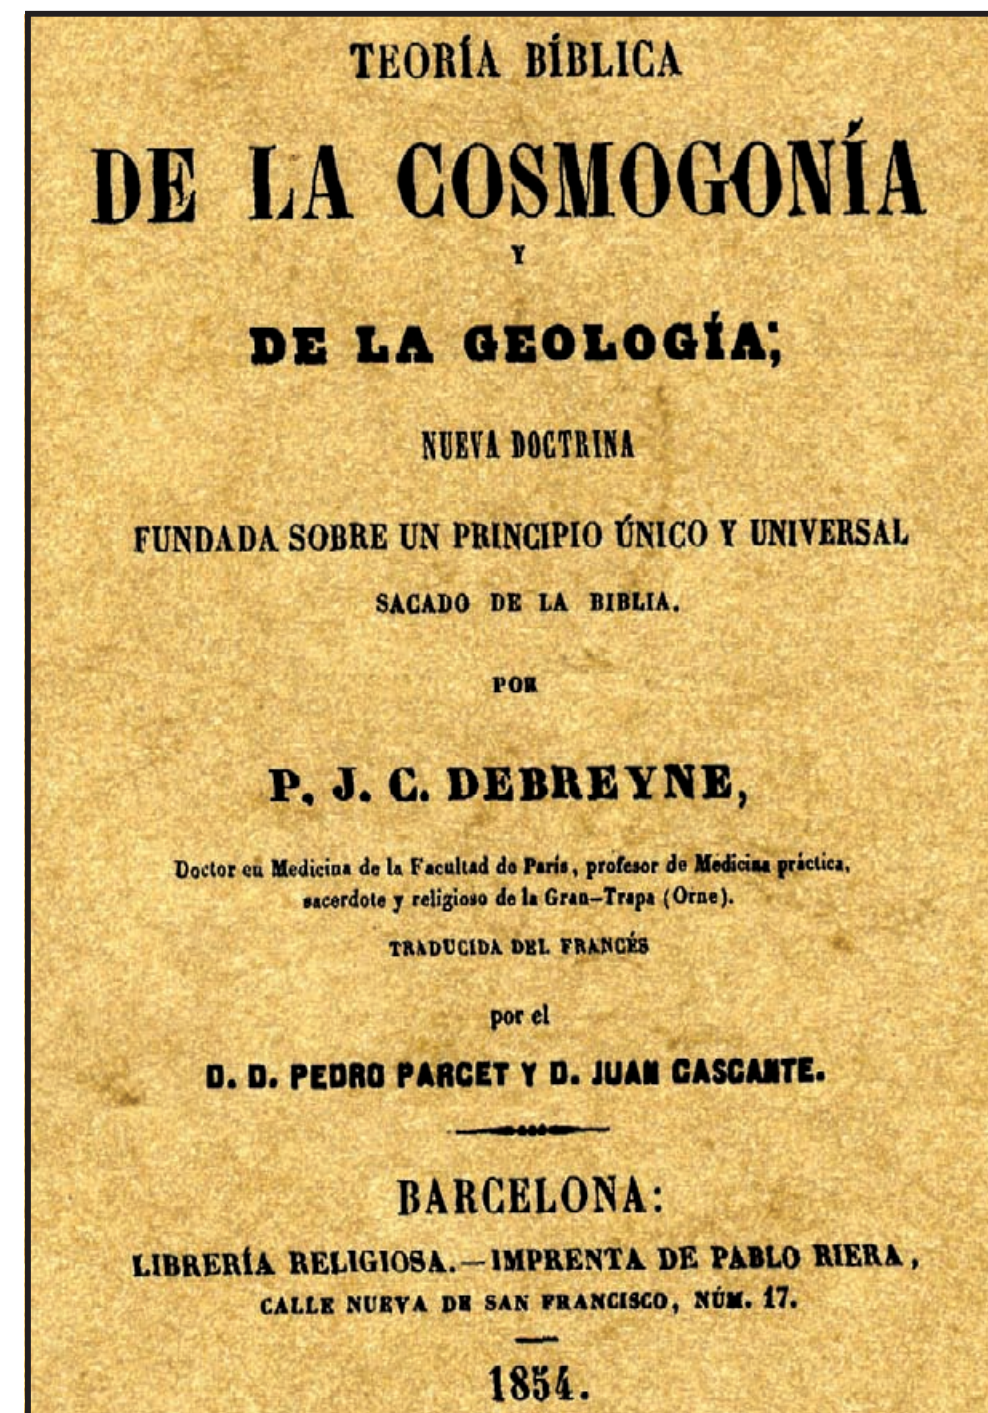 TEORÍA BÍBLICA
DE LA COSMOGONÍA
Y
DE LA GEOLOGÍA;
NUEVA DOCTRINA
FUNDADA SOBRE UN PRINCIPIO ÚNICO Y UNIVERSAL
SACADO DE LA BIBLIA.
POR
P. J. C. DEBREYNE,
Doctor en Medicina de la Facultad de París, profesor de Medicina práctica,
sacerdote y religioso de la Gran-Trapa (Orne).
TRADUCIDA DEL FRANCÉS
por el
D. D. PEDRO PARCET Y D. JUAN CASCANTE.
BARCELONA:
LIBRERÍA RELIGIOSA.—IMPRENTA DE PABLO RIERA,
CALLE NUEVA DE SAN FRANCISCO, NÚM. 17.
1854.